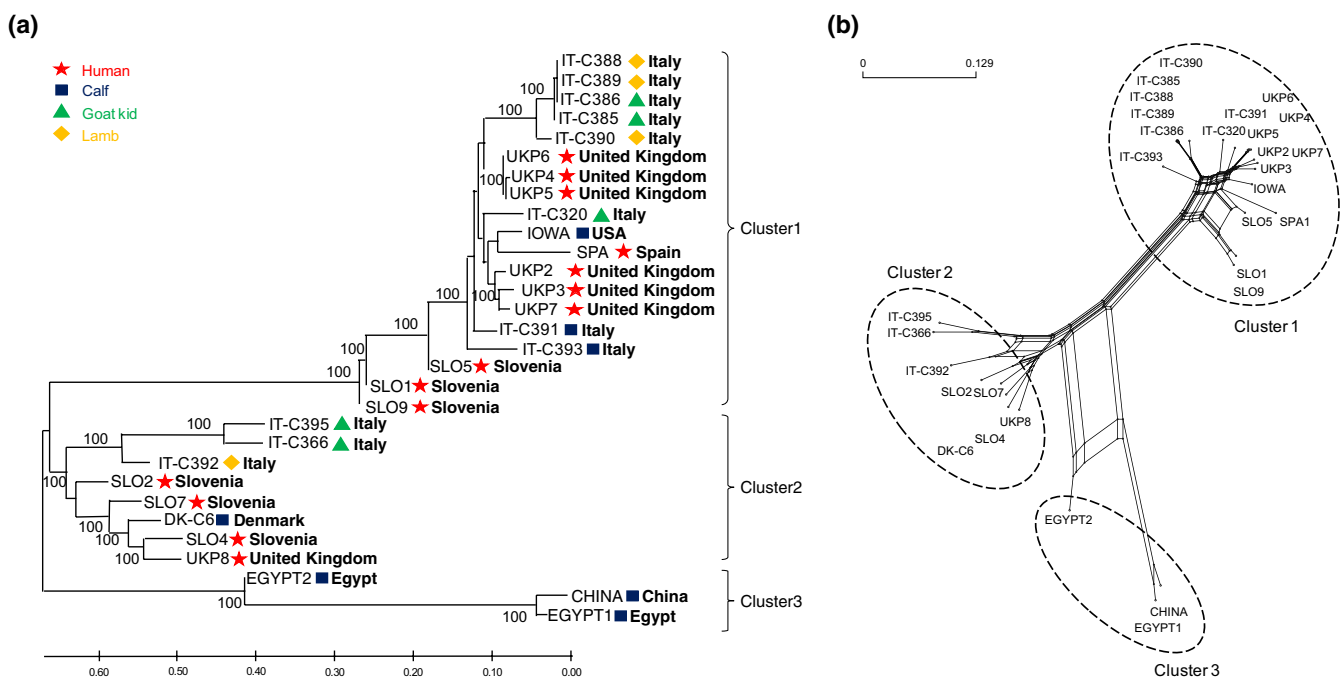 (a)
Human
Calf
Goat kid
Lamb
IT-C388 Italy
IT-C389 Italy
IT-C386 Italy
IT-C385 Italy
IT-C390 Italy
UKP6 United Kingdom
UKP4 United Kingdom
UKP5 United Kingdom
IT-C320 Italy
IOWA USA
SPA Spain
UKP2 United Kingdom
UKP3 United Kingdom
UKP7 United Kingdom
IT-C391 Italy
IT-C393 Italy
SLO5 Slovenia
SLO1 Slovenia
SLO9 Slovenia
IT-C395 Italy
IT-C366 Italy
IT-C392 Italy
SLO2 Slovenia
SLO7 Slovenia
DK-C6 Denmark
SLO4 Slovenia
UKP8 United Kingdom
EGYPT2 Egypt
CHINA China
EGYPT1 Egypt
100
100
100
100
100
100
100
100
100
100
100
100
100
100
Cluster1
Cluster2
Cluster3
0.60 0.50 0.40 0.30 0.20 0.10 0.00
(b)
0 0.129
IT-C390
IT-C385
IT-C388
IT-C389
IT-C386
IT-C393
UKP6
IT-C391 UKP4
IT-C320 UKP5
UKP2 UKP7
UKP3
IOWA
SLO5 SPA1
SLO1
SLO9
Cluster 1
Cluster 2
IT-C395
IT-C366
IT-C392
SLO2 SLO7
UKP8
SLO4
DK-C6
EGYPT2
CHINA
EGYPT1
Cluster 3